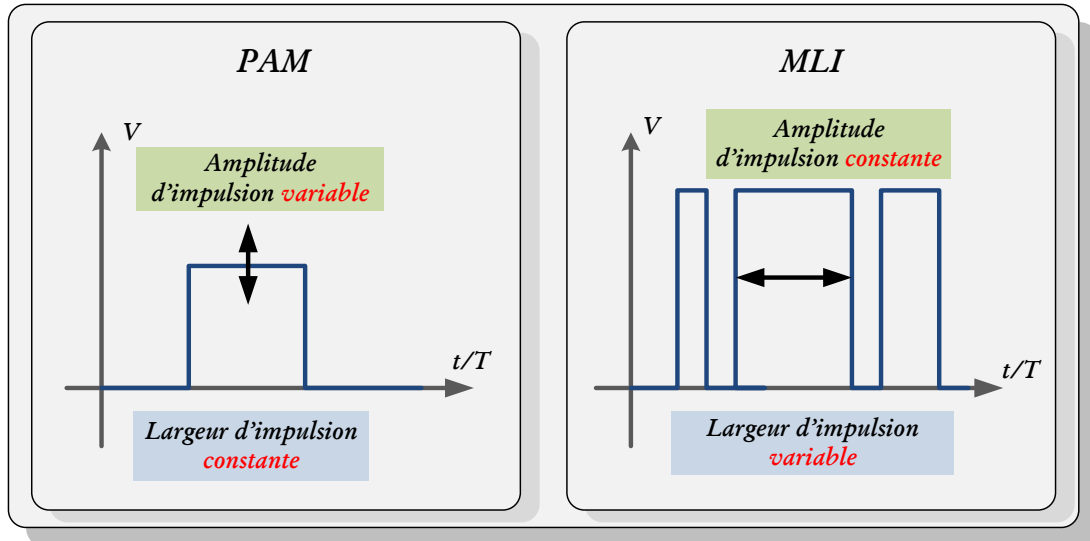 PAM
V
Amplitude
d'impulsion variable
t/T
Largeur d'impulsion
constante
MLI
V
Amplitude
d'impulsion constante
t/T
Largeur d'impulsion
variable